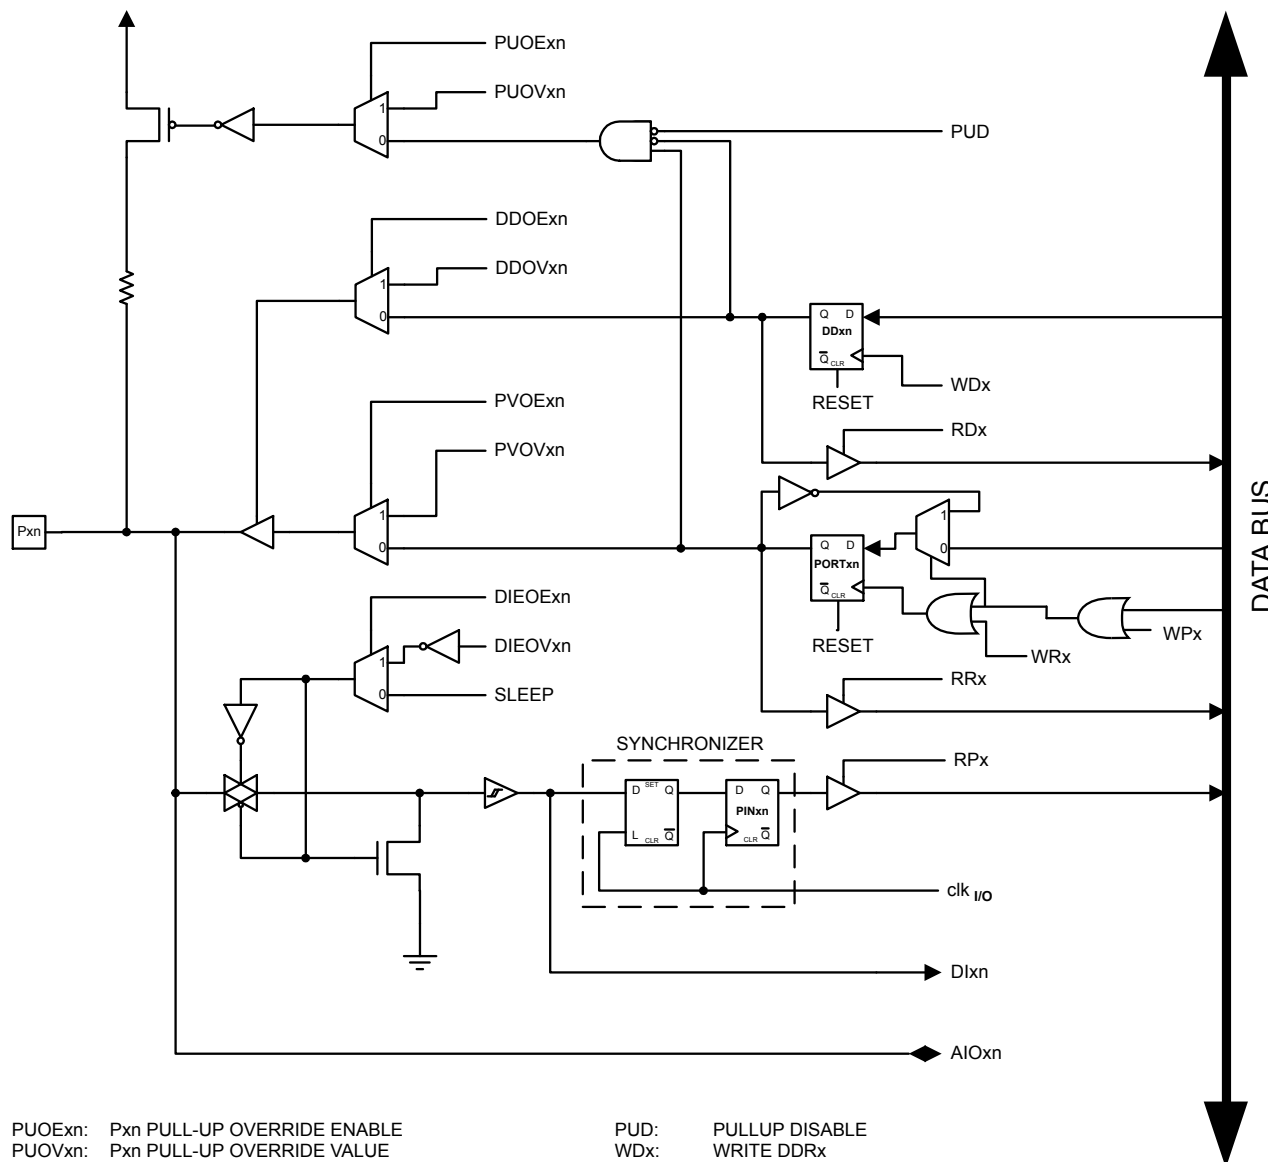 PUOExn
PUOVxn
1
0
PUD
DDOExn
DDOVxn
1
0
Q D
DDxn
Q CLR
WDx
RESET
RDx
PVOExn
PVOVxn
1
0
Pxn
1
0
Q D
PORTxn
Q CLR
RESET
WRx
WPx
DATA BUS
DIEOExn
DIEOVxn
1
0
SLEEP
RRx
SYNCHRONIZER
RPx
D SET Q
L CLR Q
D Q
PINxn
CLR Q
clk I/O
DIxn
AIOxn
PUOExn: Pxn PULL-UP OVERRIDE ENABLE
PUOVxn: Pxn PULL-UP OVERRIDE VALUE
PUD: PULLUP DISABLE
WDx: WRITE DDRx